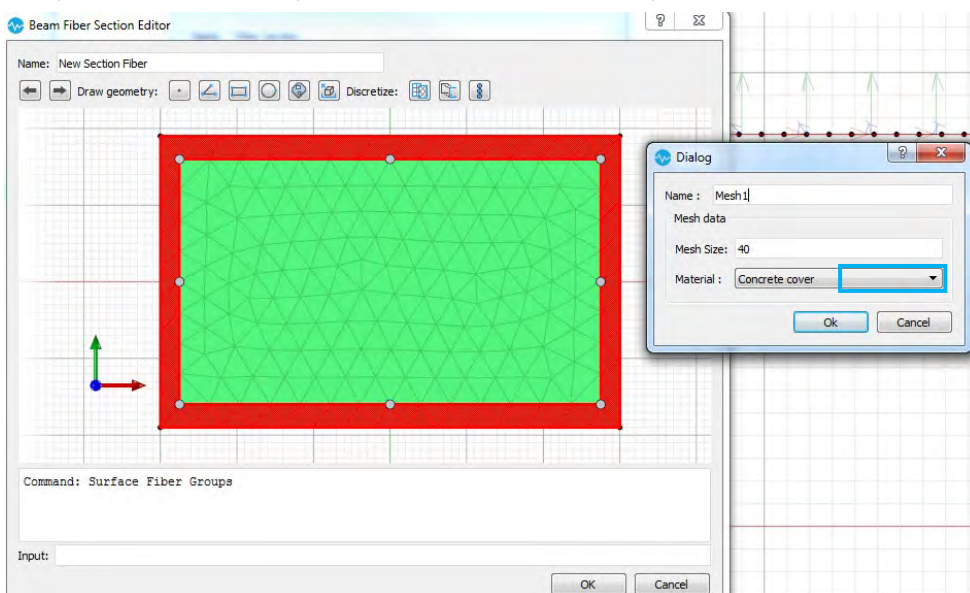 Beam Fiber Section Editor
Name: New Section Fiber
Draw geometry: Discretize:
Command: Surface Fiber Groups
Input:
OK Cancel
Dialog
Name : Mesh1
Mesh data
Mesh Size: 40
Material : Concrete cover
Ok Cancel